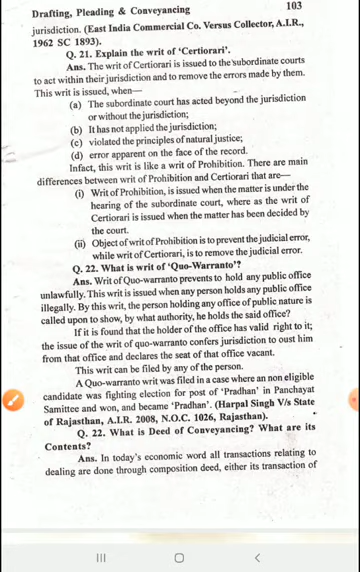 Drafting, Pleading & Conveyancing 103
jurisdiction. (East India Commercial Co. Versus Collector, A.I.R.,
1962 SC 1893).
Q. 21. Explain the writ of ‘Certiorari’.
Ans. The writ of Certiorari is issued to the subordinate courts
to act within their jurisdiction and to remove the errors made by them.
This writ is issued, when—
(a) The subordinate court has acted beyond the jurisdiction
or without the jurisdiction;
(b) It has not applied the jurisdiction;
(c) violated the principles of natural justice;
(d) error apparent on the face of the record.
Infact, this writ is like a writ of Prohibition. There are main
differences between writ of Prohibition and Certiorari that are—
(i) Writ of Prohibition, is issued when the matter is under the
hearing of the subordinate court, where as the writ of
Certiorari is issued when the matter has been decided by
the court.
(ii) Object of writ of Prohibition is to prevent the judicial error,
while writ of Certiorari, is to remove the judicial error.
Q. 22. What is writ of ‘Quo-Warranto’?
Ans. Writ of Quo-warranto prevents to hold any public office
unlawfully. This writ is issued when any person holds any public office
illegally. By this writ, the person holding any office of public nature is
called upon to show, by what authority, he holds the said office?
If it is found that the holder of the office has valid right to it;
the issue of the writ of quo-warranto confers jurisdiction to oust him
from that office and declares the seat of that office vacant.
This writ can be filed by any of the person.
A Quo-warranto writ was filed in a case where an non eligible
candidate was fighting election for post of ‘Pradhan’ in Panchayat
Samittee and won, and became ‘Pradhan’. (Harpal Singh V/s State
of Rajasthan, A.I.R. 2008, N.O.C. 1026, Rajasthan).
Q. 22. What is Deed of Conveyancing? What are its
Contents?
Ans. In today's economic word all transactions relating to
dealing are done through composition deed, either its transaction of